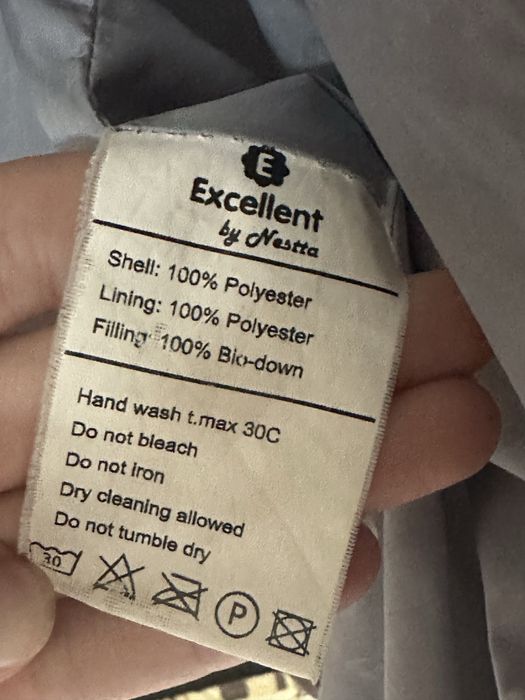 E
Excellent
by Nestta
Shell: 100% Polyester
Lining: 100% Polyester
Filling: 100% Bio-down
Hand wash t.max 30C
Do not bleach
Do not iron
Dry cleaning allowed
Do not tumble dry
30
P